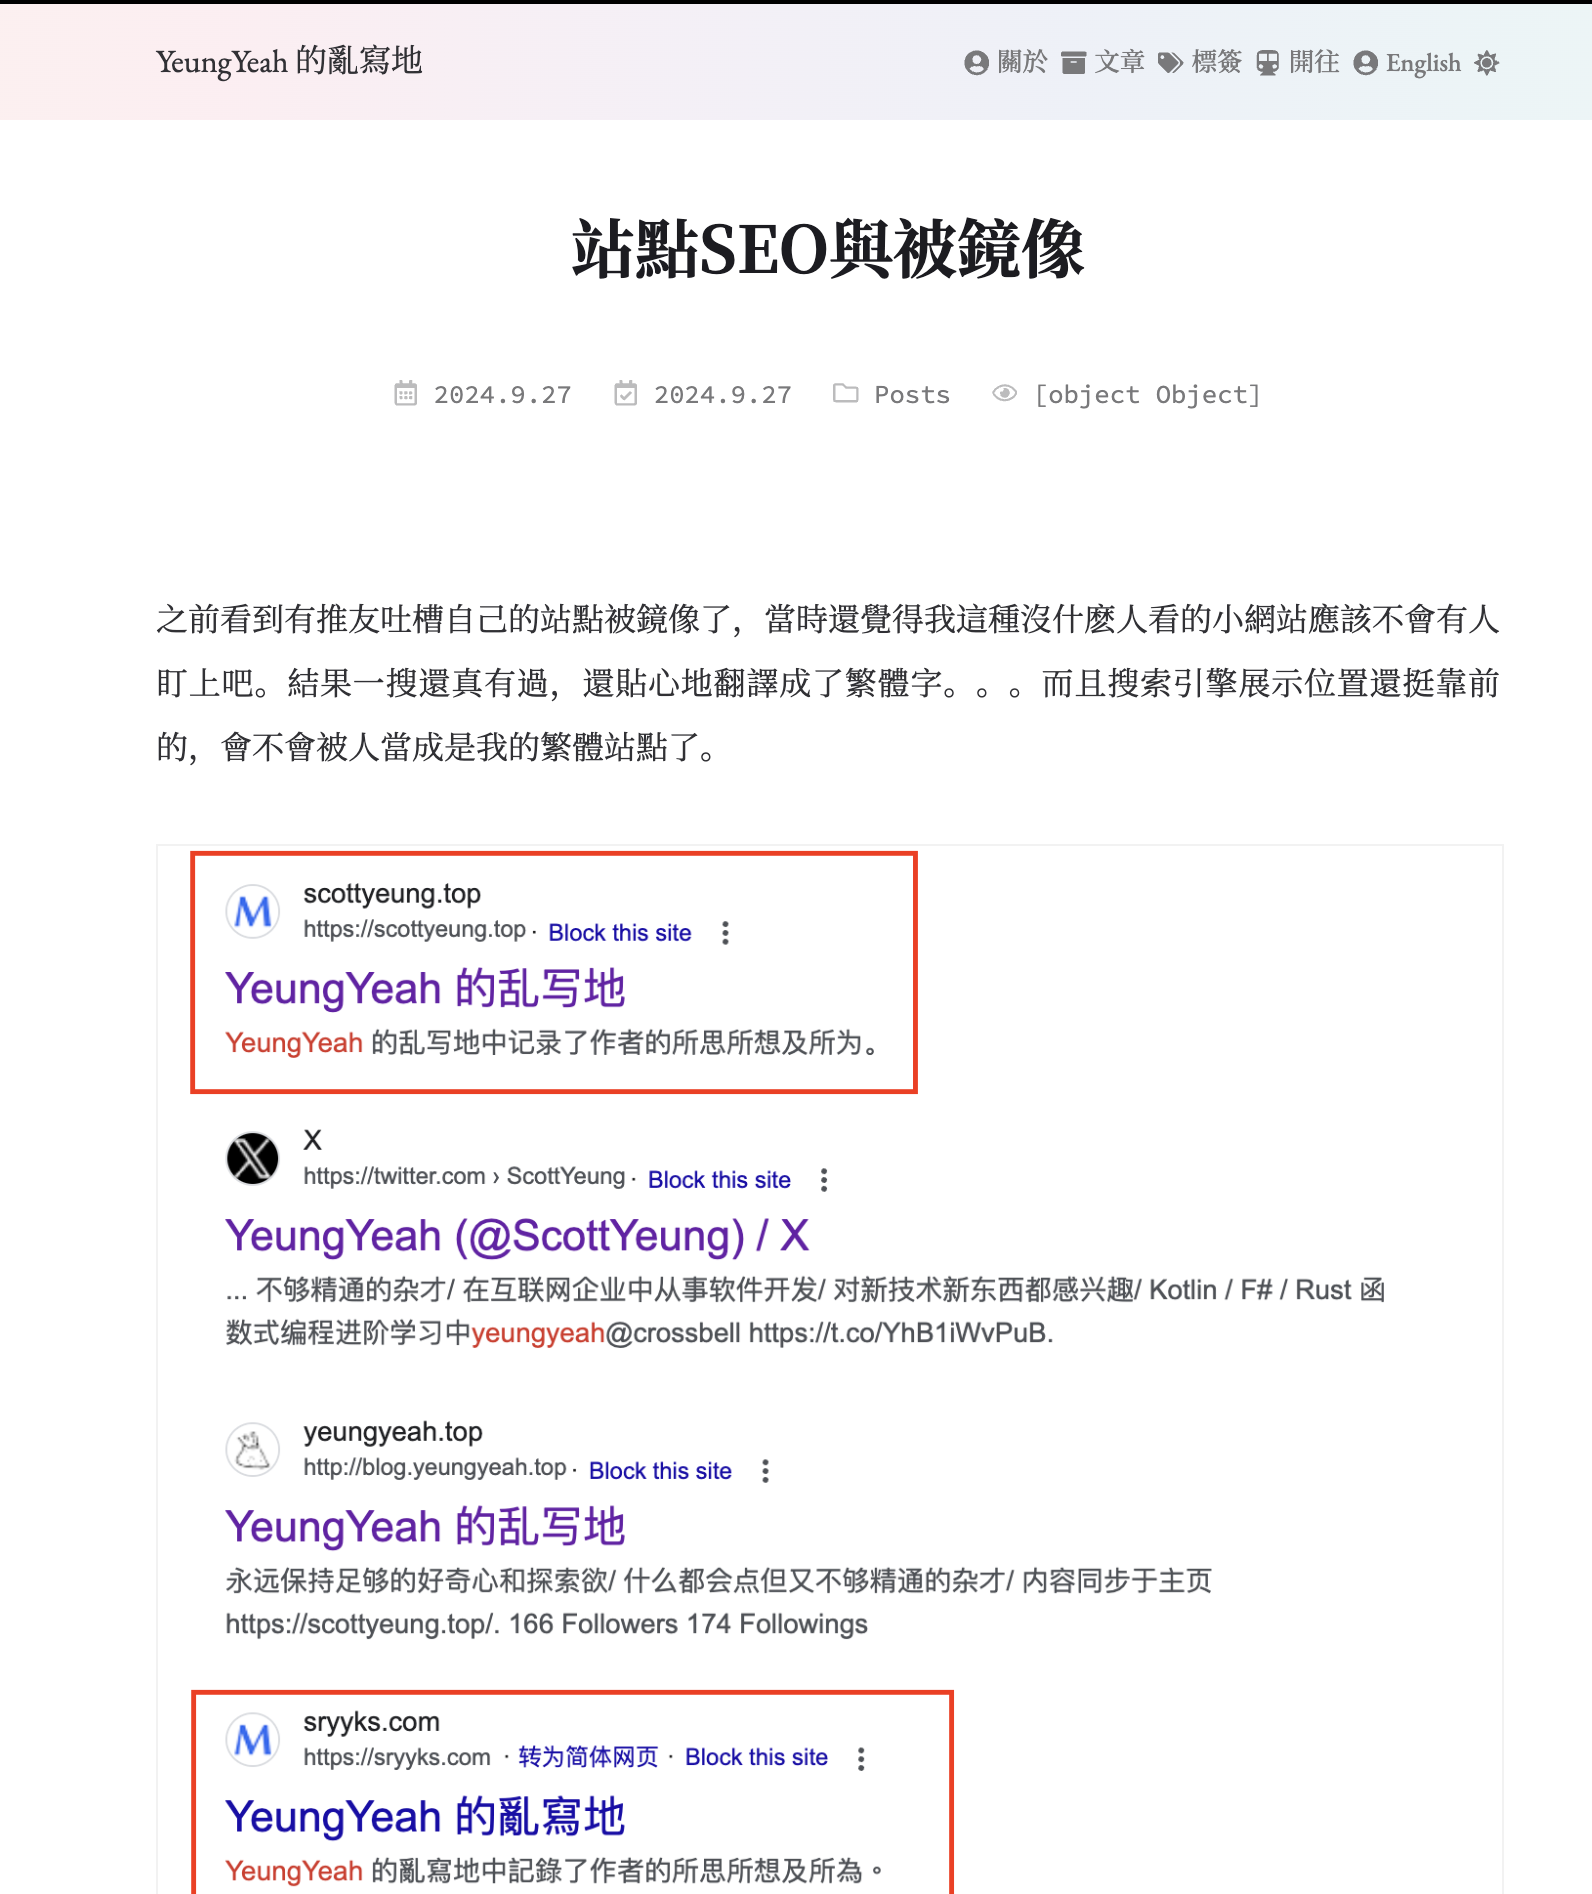 YeungYeah 的亂寫地
關於 文章 標簽 開往 English
站點SEO與被鏡像
2024.9.27 2024.9.27 Posts [object Object]
之前看到有推友吐槽自己的站點被鏡像了，當時還覺得我這種沒什麽人看的小網站應該不會有人
盯上吧。結果一搜還真有過，還貼心地翻譯成了繁體字。。。而且搜索引擎展示位置還挺靠前
的，會不會被人當成是我的繁體站點了。
scottyeung.top
https://scottyeung.top · Block this site
YeungYeah 的乱写地
YeungYeah 的乱写地中记录了作者的所思所想及所为。
X
https://twitter.com › ScottYeung · Block this site
YeungYeah (@ScottYeung) / X
... 不够精通的杂才/ 在互联网企业中从事软件开发/ 对新技术新东西都感兴趣/ Kotlin / F# / Rust 函
数式编程进阶学习中yeungyeah@crossbell https://t.co/YhB1iWvPuB.
yeungyeah.top
http://blog.yeungyeah.top · Block this site
YeungYeah 的乱写地
永远保持足够的好奇心和探索欲/ 什么都会点但又不够精通的杂才/ 内容同步于主页
https://scottyeung.top/. 166 Followers 174 Followings
sryyks.com
https://sryyks.com · 转为简体网页 · Block this site
YeungYeah 的亂寫地
YeungYeah 的亂寫地中記錄了作者的所思所想及所為。